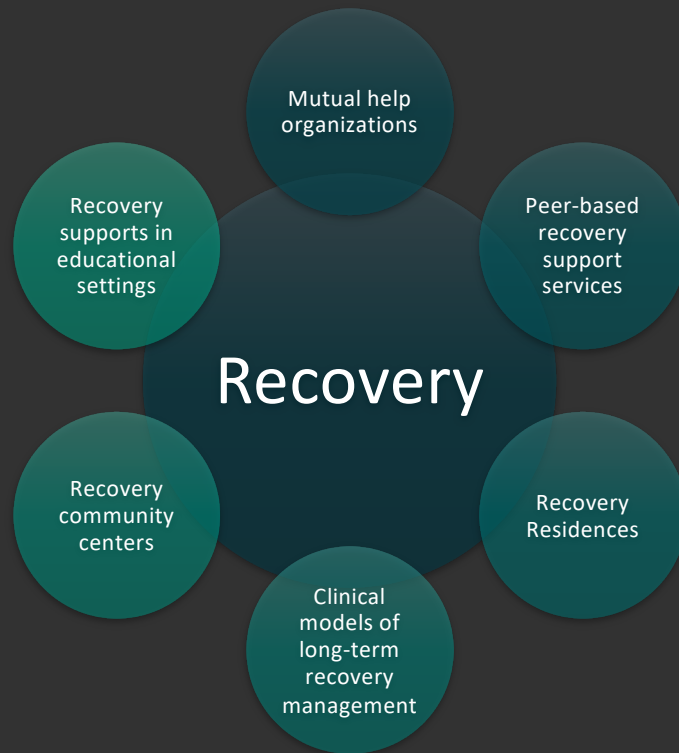 Mutual help
organizations
Peer-based
recovery
support
services
Recovery
Residences
Clinical
models of
long-term
recovery
management
Recovery
community
centers
Recovery
supports in
educational
settings
Recovery